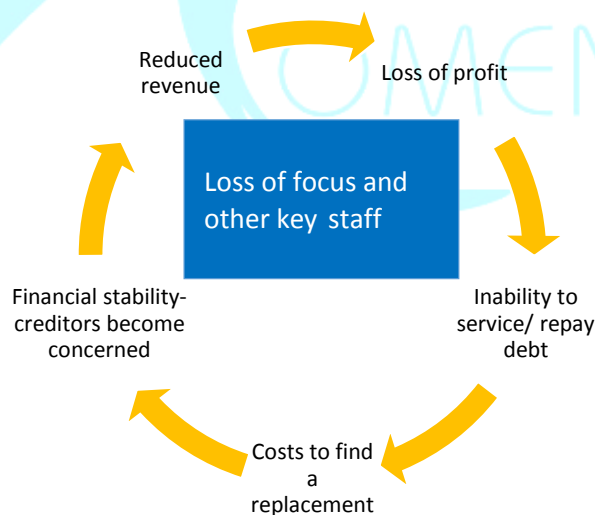 OMEN
Reduced
revenue
Loss of profit
Loss of focus and
other key staff
Financial stability-
creditors become
concerned
Inability to
service/ repay
debt
Costs to find
a
replacement